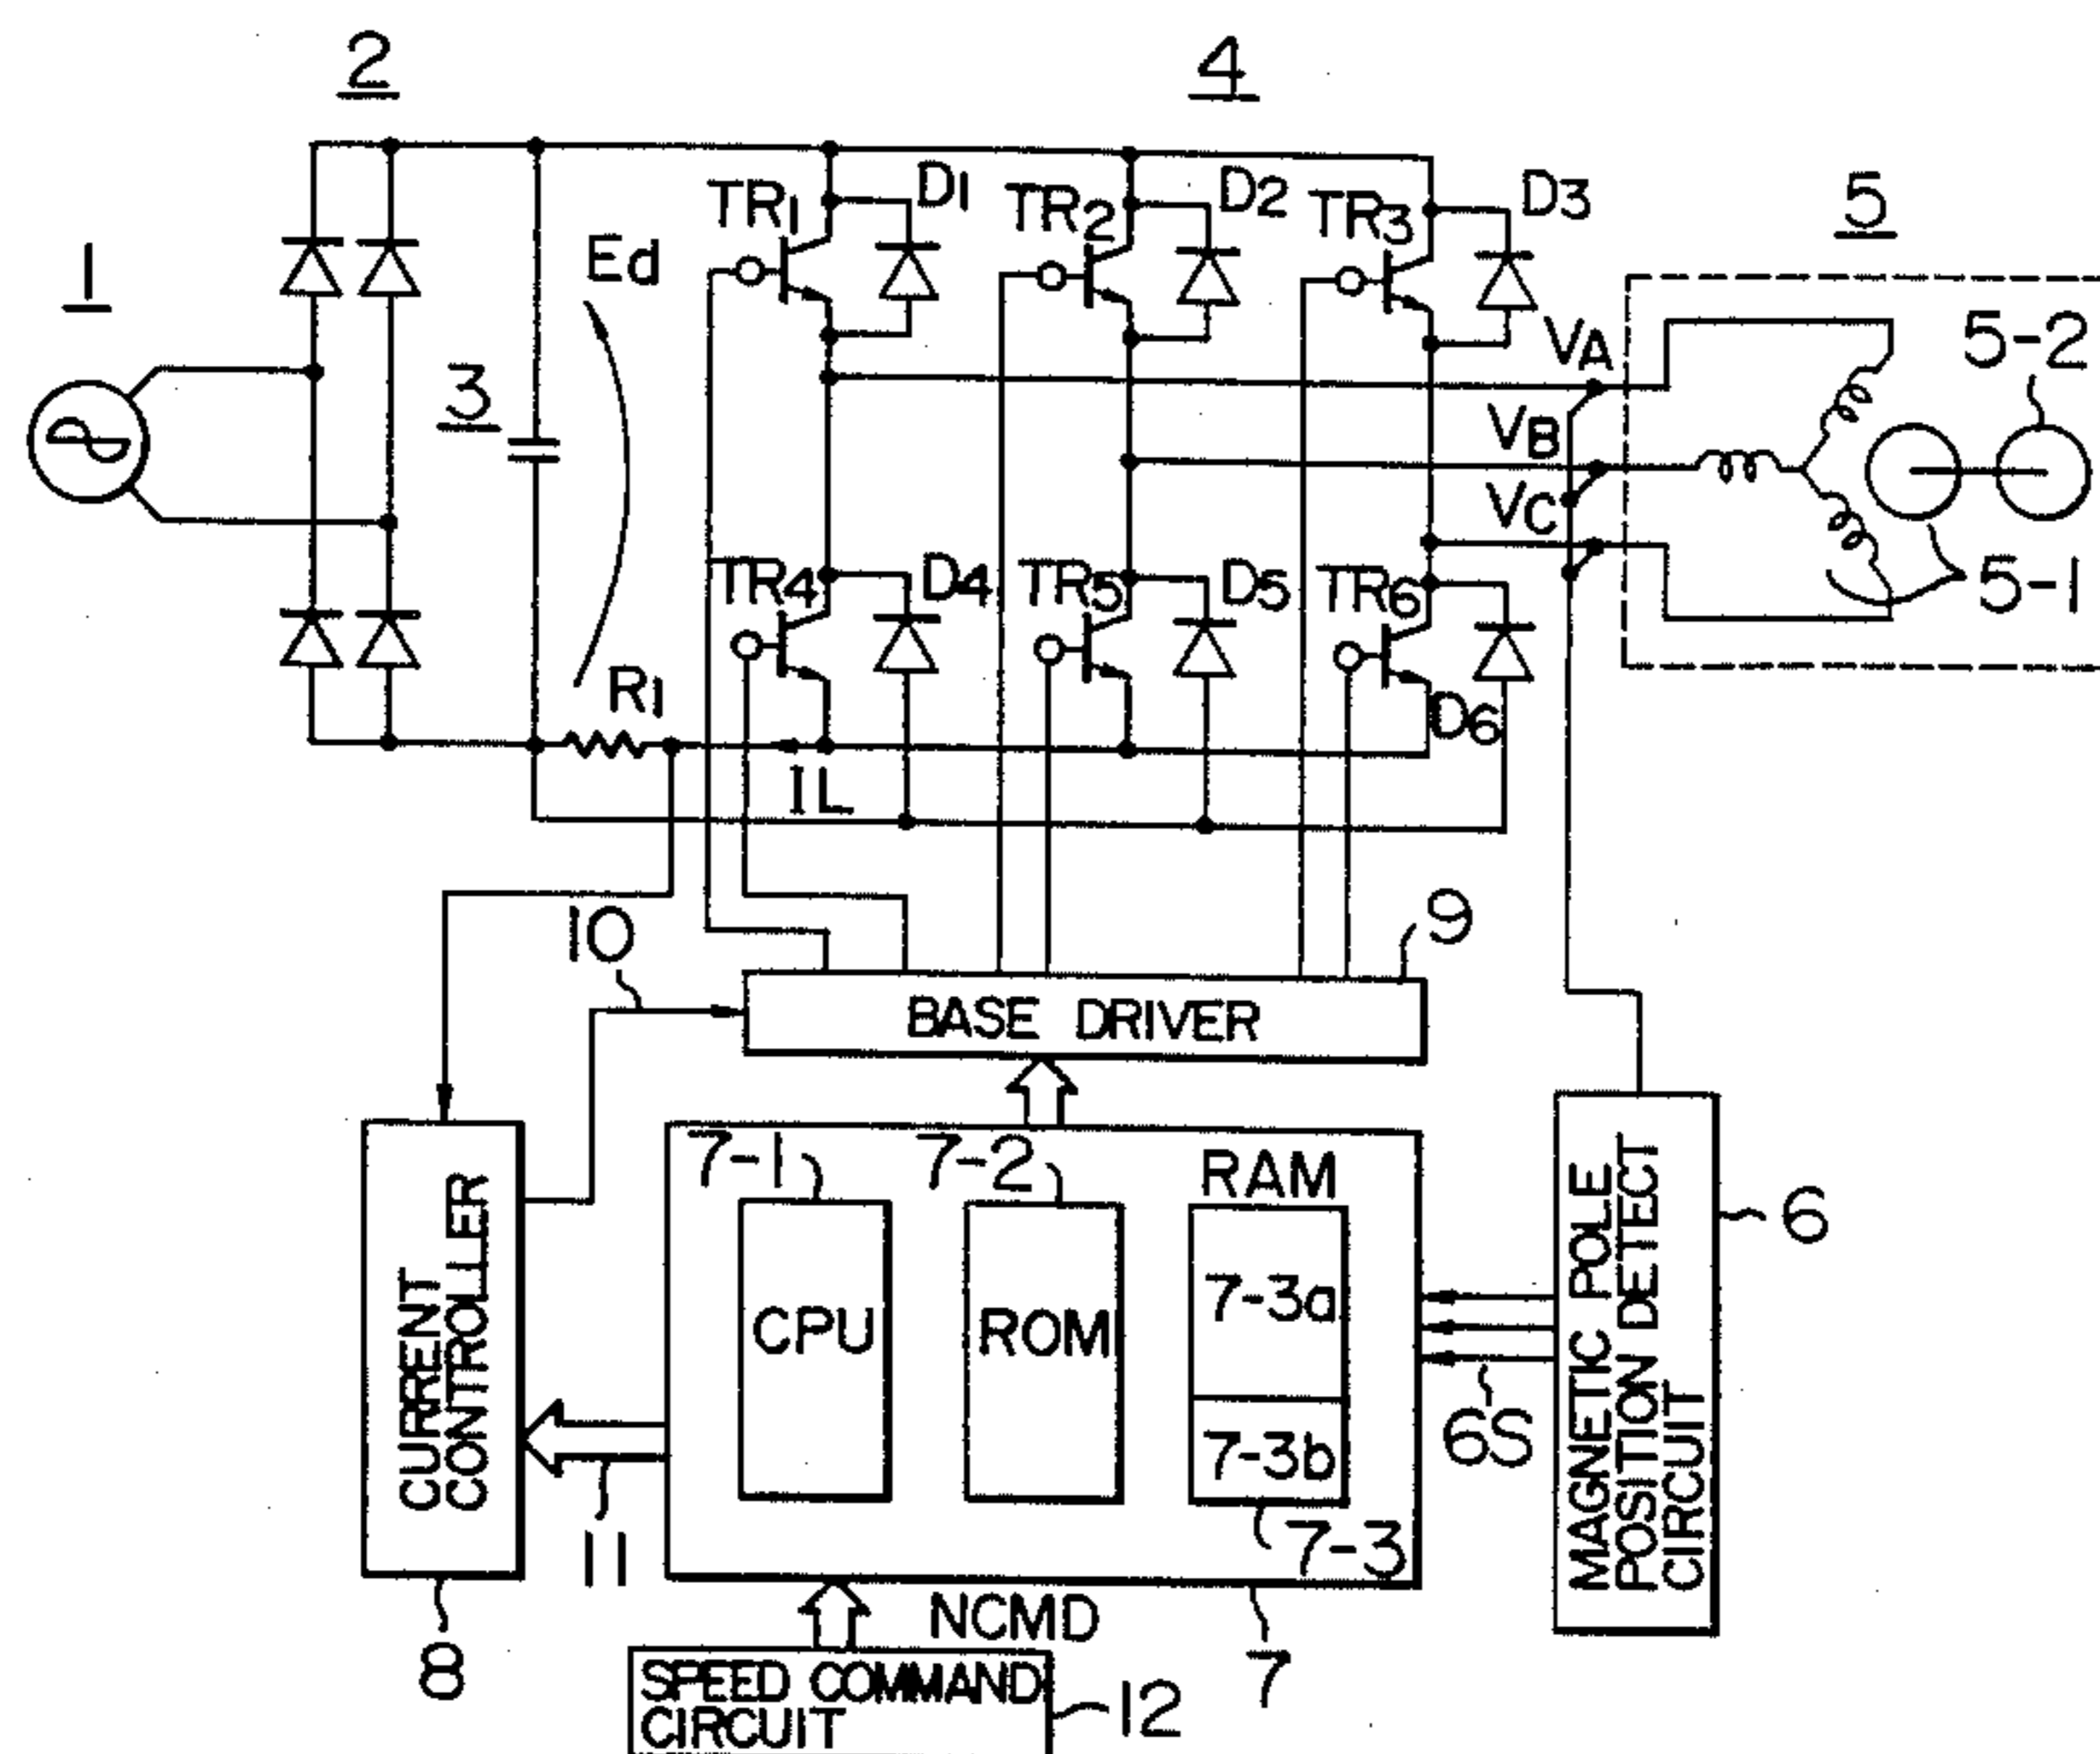 2
4
1
3
Ed
TR1
D1
TR2
D2
TR3
D3
5
VA
VB
VC
5-2
5-1
TR4
D4
TR5
D5
TR6
D6
R1
IL
10
9
BASE DRIVER
CURRENT
CONTROLLER
8
11
7-1
CPU
7-2
ROM
RAM
7-3a
7-3b
7-3
6S
MAGNETIC POLE
POSITION DETECT
CIRCUIT
6
NCMD
7
SPEED COMMAND
CIRCUIT
12